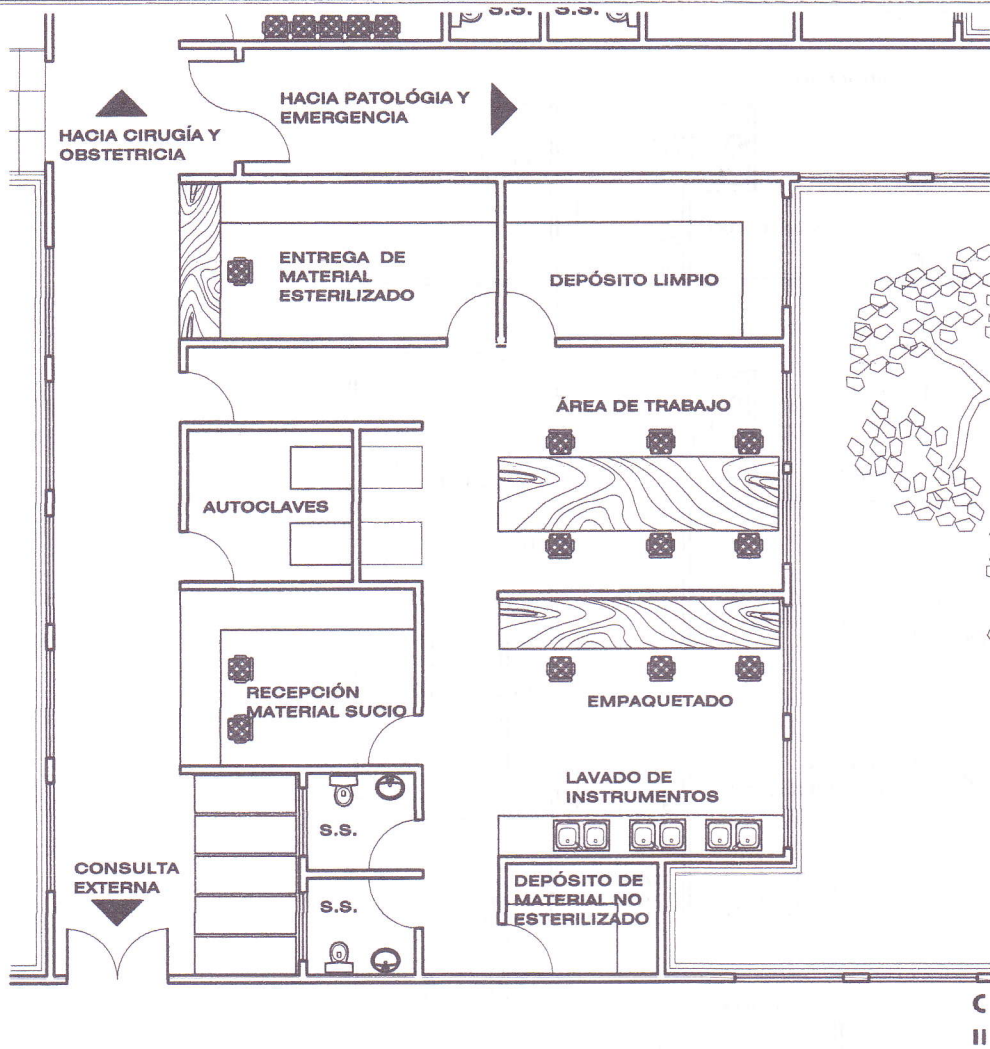 S.S.
S.S.
HACIA PATOLÓGIA Y
EMERGENCIA
HACIA CIRUGÍA Y
OBSTETRICIA
ENTREGA DE
MATERIAL
ESTERILIZADO
DEPÓSITO LIMPIO
ÁREA DE TRABAJO
AUTOCLAVES
RECEPCIÓN
MATERIAL SUCIO
EMPAQUETADO
LAVADO DE
INSTRUMENTOS
S.S.
CONSULTA
EXTERNA
DEPÓSITO DE
MATERIAL NO
ESTERILIZADO
S.S.
C